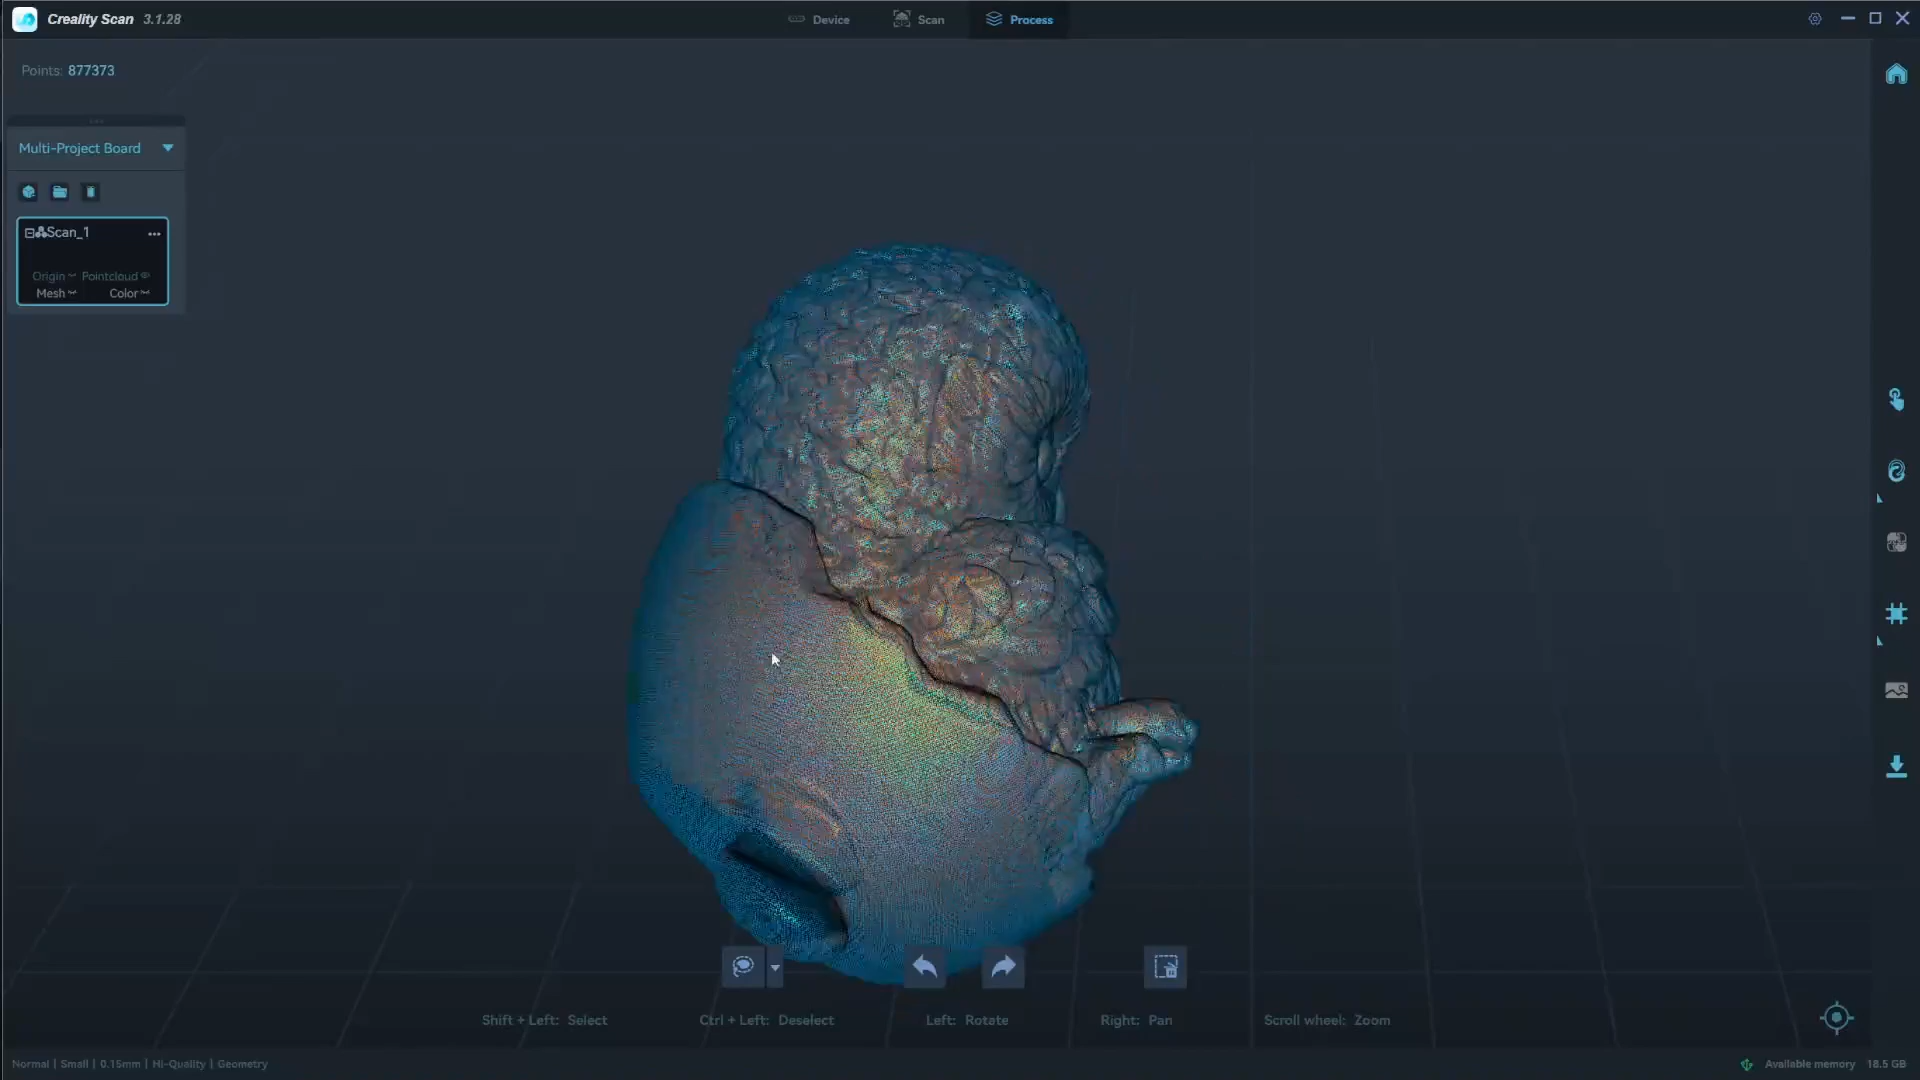 Creality Scan 3.1.28
Device
Scan
Process
Points: 877373
Multi-Project Board
Scan_1
Origin Pointcloud
Mesh Color
Shift + Left: Select
Ctrl + Left: Deselect
Left: Rotate
Right: Pan
Scroll wheel: Zoom
Normal | Small | 0.15mm | Hi-Quality | Geometry
Available memory 18.5 GB